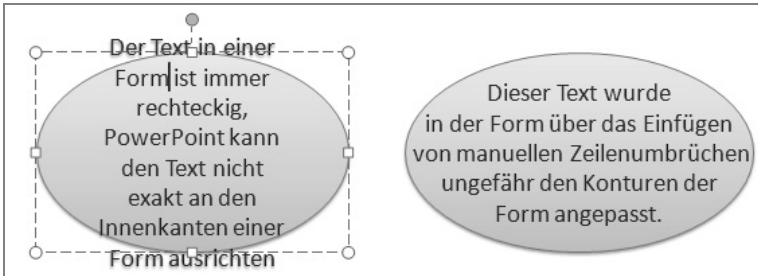 Der Text in einer
Form ist immer
rechteckig,
PowerPoint kann
den Text nicht
exakt an den
Innenkanten einer
Form ausrichten
Dieser Text wurde
in der Form über das Einfügen
von manuellen Zeilenumbrüchen
ungefähr den Konturen der
Form angepasst.